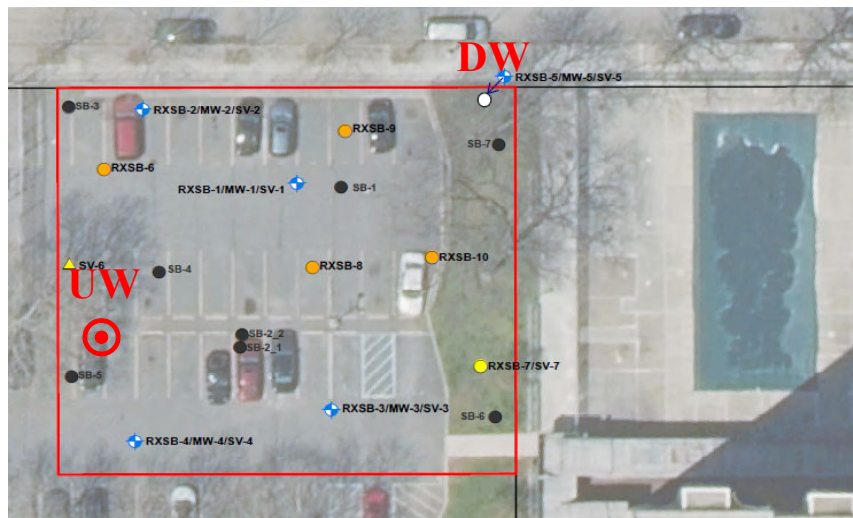 DW
RXSB-5/MW-5/SV-5
SB-3
RXSB-2/MW-2/SV-2
RXSB-9
SB-7
RXSB-6
RXSB-1/MW-1/SV-1
SB-1
SV-6
SB-4
RXSB-8
RXSB-10
UW
SB-2_2
SB-2_1
SB-5
RXSB-7/SV-7
RXSB-3/MW-3/SV-3
SB-6
RXSB-4/MW-4/SV-4